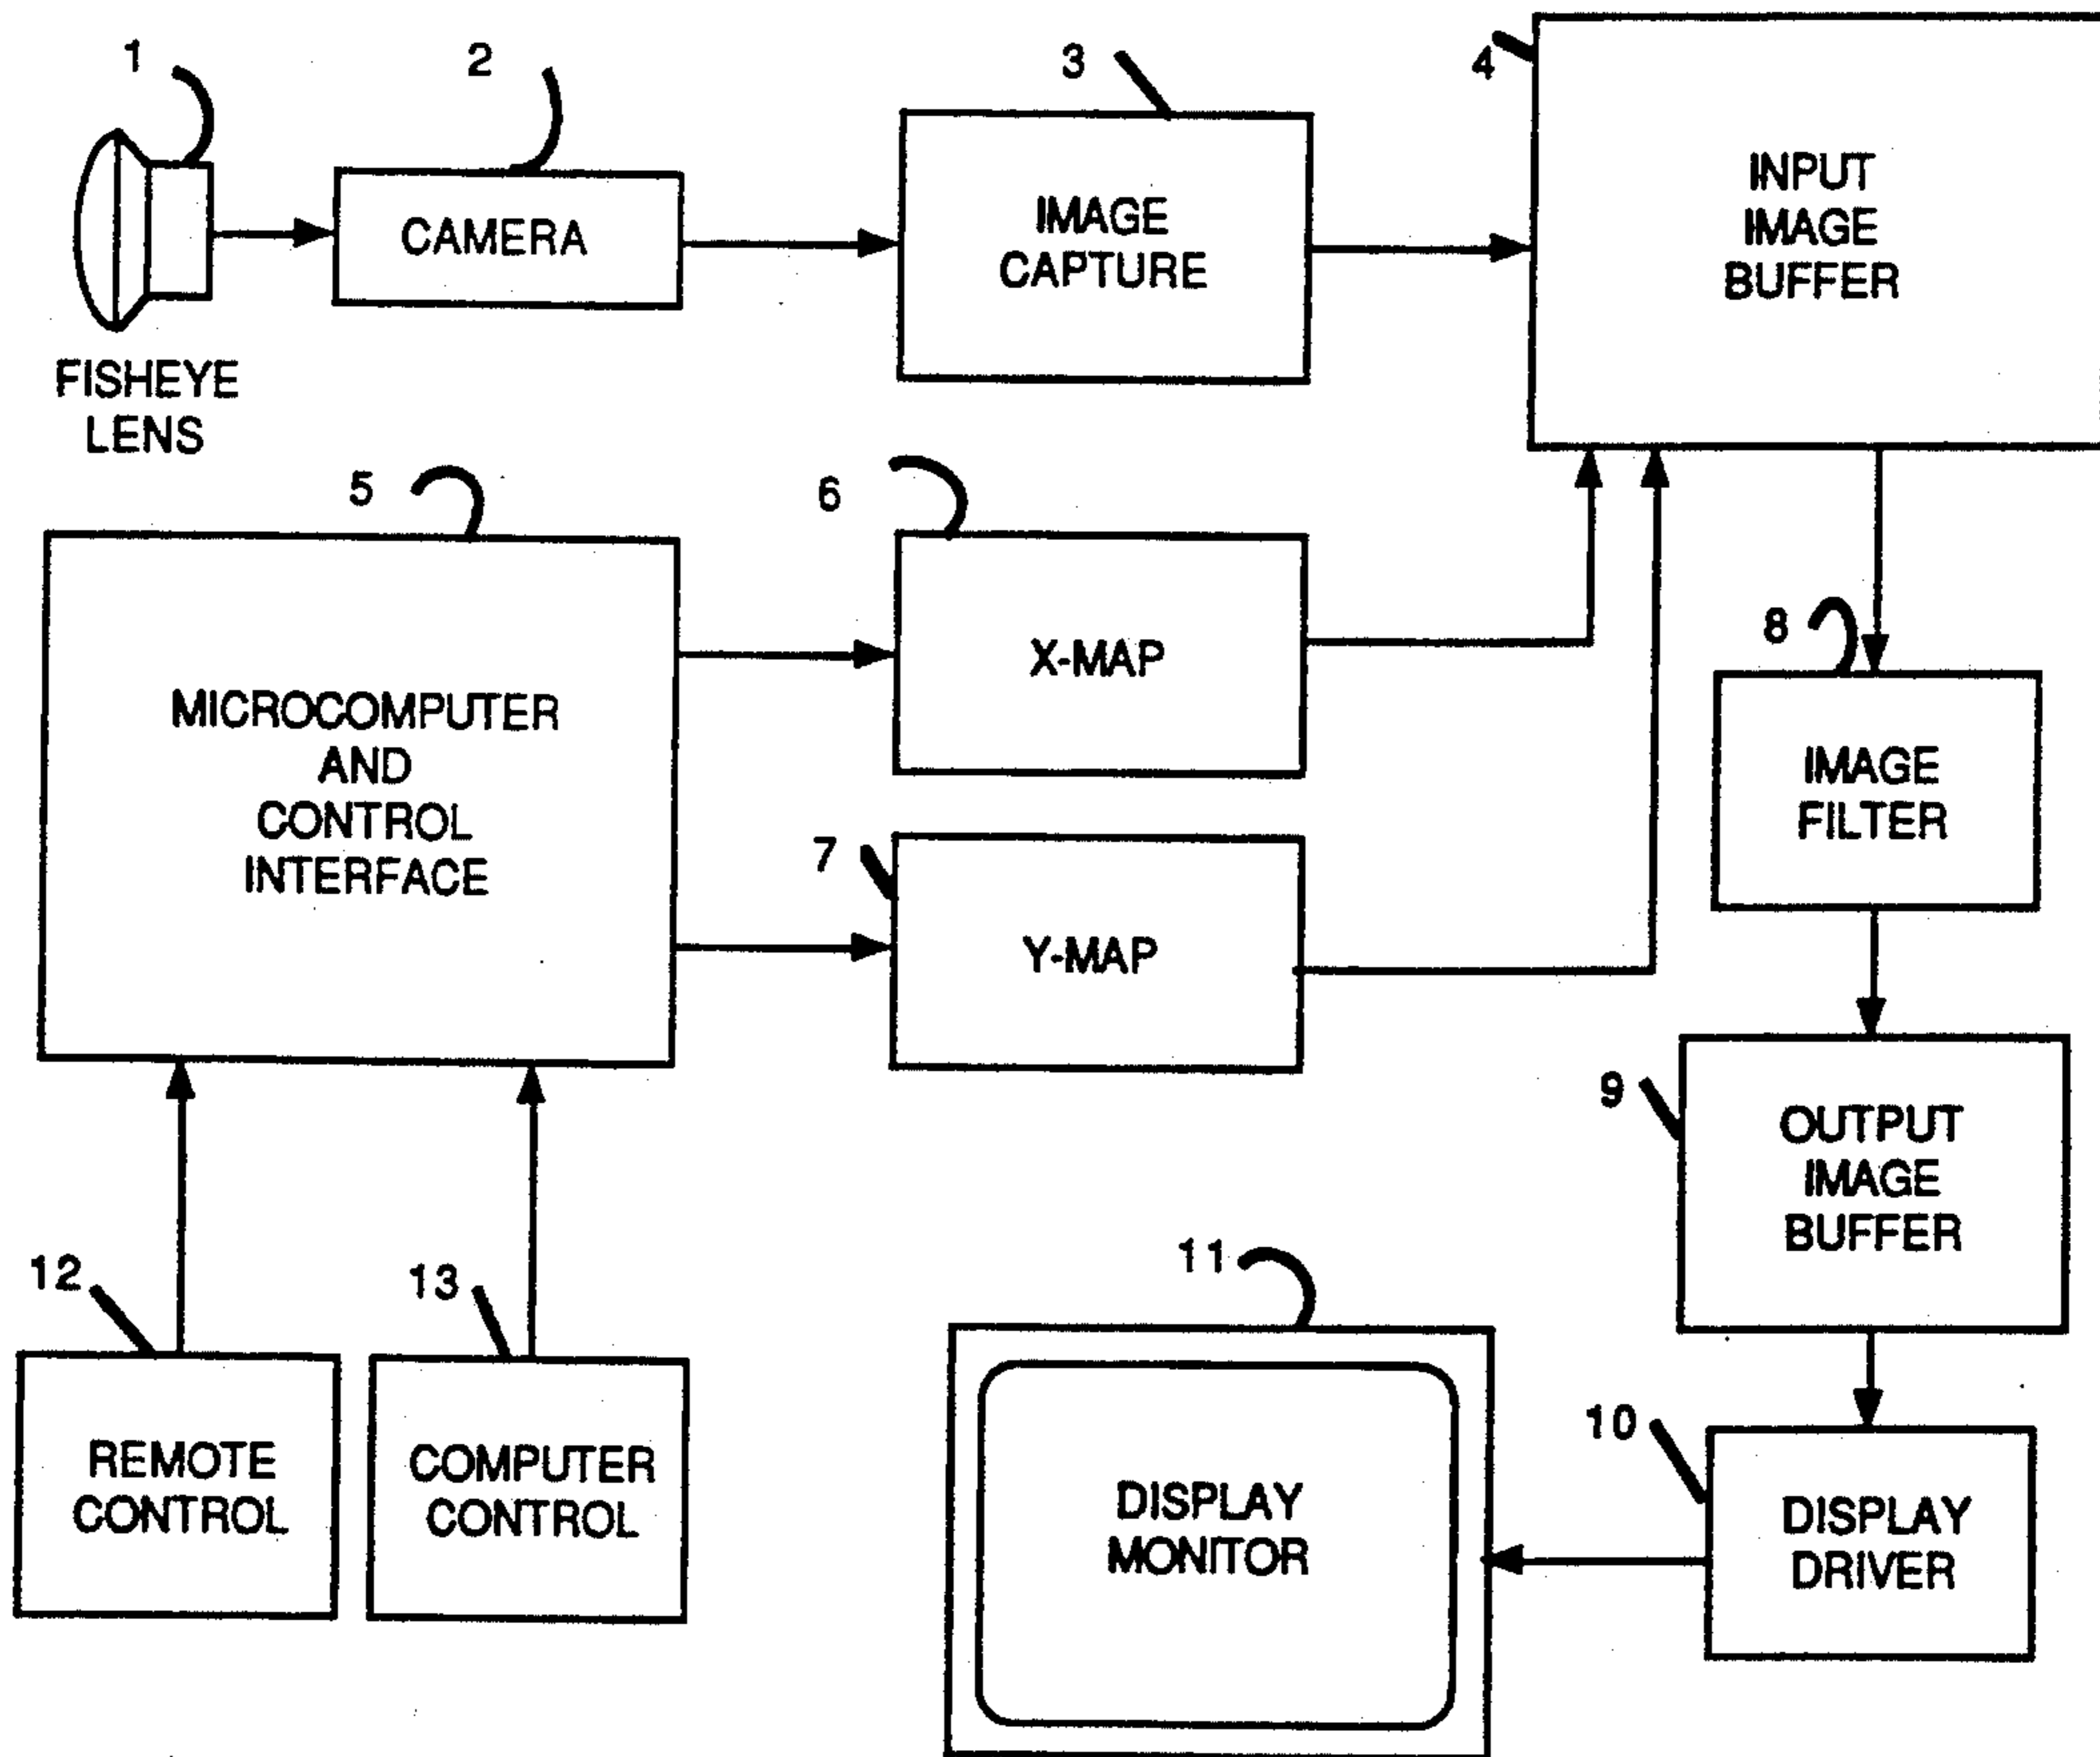 1
2
3
4
FISHEYE
LENS
CAMERA
IMAGE
CAPTURE
INPUT
IMAGE
BUFFER
5
6
7
8
MICROCOMPUTER
AND
CONTROL
INTERFACE
X-MAP
Y-MAP
IMAGE
FILTER
9
OUTPUT
IMAGE
BUFFER
12
13
11
10
REMOTE
CONTROL
COMPUTER
CONTROL
DISPLAY
MONITOR
DISPLAY
DRIVER